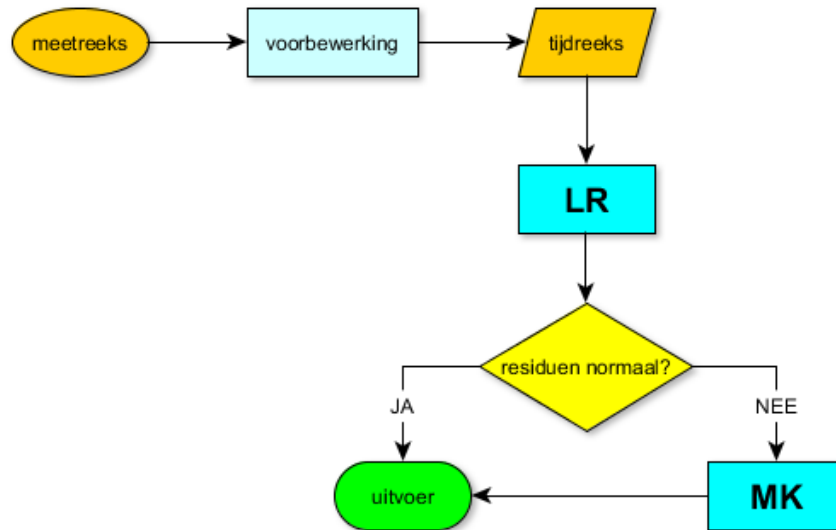 meetreeks
voorbewerking
tijdreeks
LR
residuen normaal?
JA
NEE
uitvoer
MK